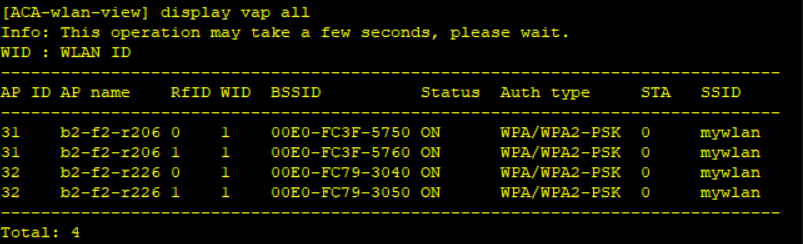 [ACA-wlan-view] display vap all
Info: This operation may take a few seconds, please wait.
WID : WLAN ID
--------------------------------------------------------------------------------
AP ID AP name    RfID WID  BSSID          Status  Auth type     STA   SSID
--------------------------------------------------------------------------------
31    b2-f2-r206 0    1    00E0-FC3F-5750 ON      WPA/WPA2-PSK  0     mywlan
31    b2-f2-r206 1    1    00E0-FC3F-5760 ON      WPA/WPA2-PSK  0     mywlan
32    b2-f2-r226 0    1    00E0-FC79-3040 ON      WPA/WPA2-PSK  0     mywlan
32    b2-f2-r226 1    1    00E0-FC79-3050 ON      WPA/WPA2-PSK  0     mywlan
--------------------------------------------------------------------------------
Total: 4